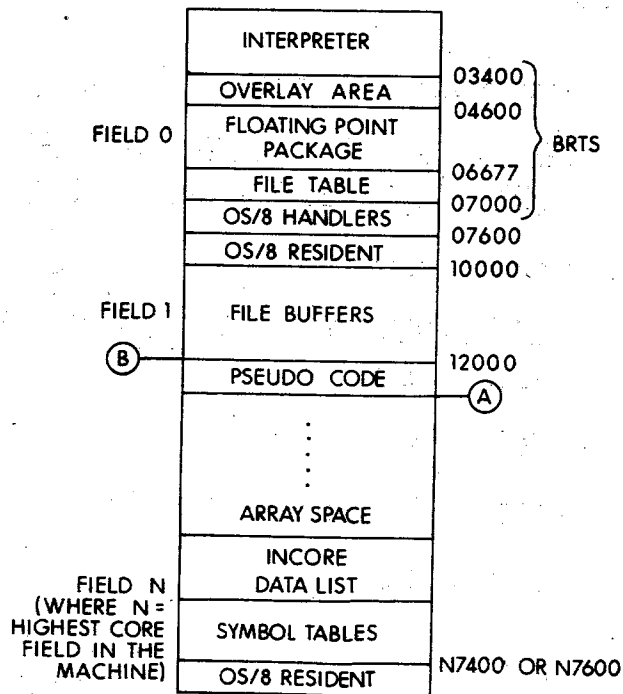 INTERPRETER
03400
OVERLAY AREA
04600
FIELD 0
FLOATING POINT
PACKAGE
BRTS
06677
FILE TABLE
07000
OS/8 HANDLERS
07600
OS/8 RESIDENT
10000
FIELD 1
FILE BUFFERS
B
12000
PSEUDO CODE
A
ARRAY SPACE
INCORE
DATA LIST
FIELD N
(WHERE N =
HIGHEST CORE
FIELD IN THE
MACHINE)
SYMBOL TABLES
N7400 OR N7600
OS/8 RESIDENT